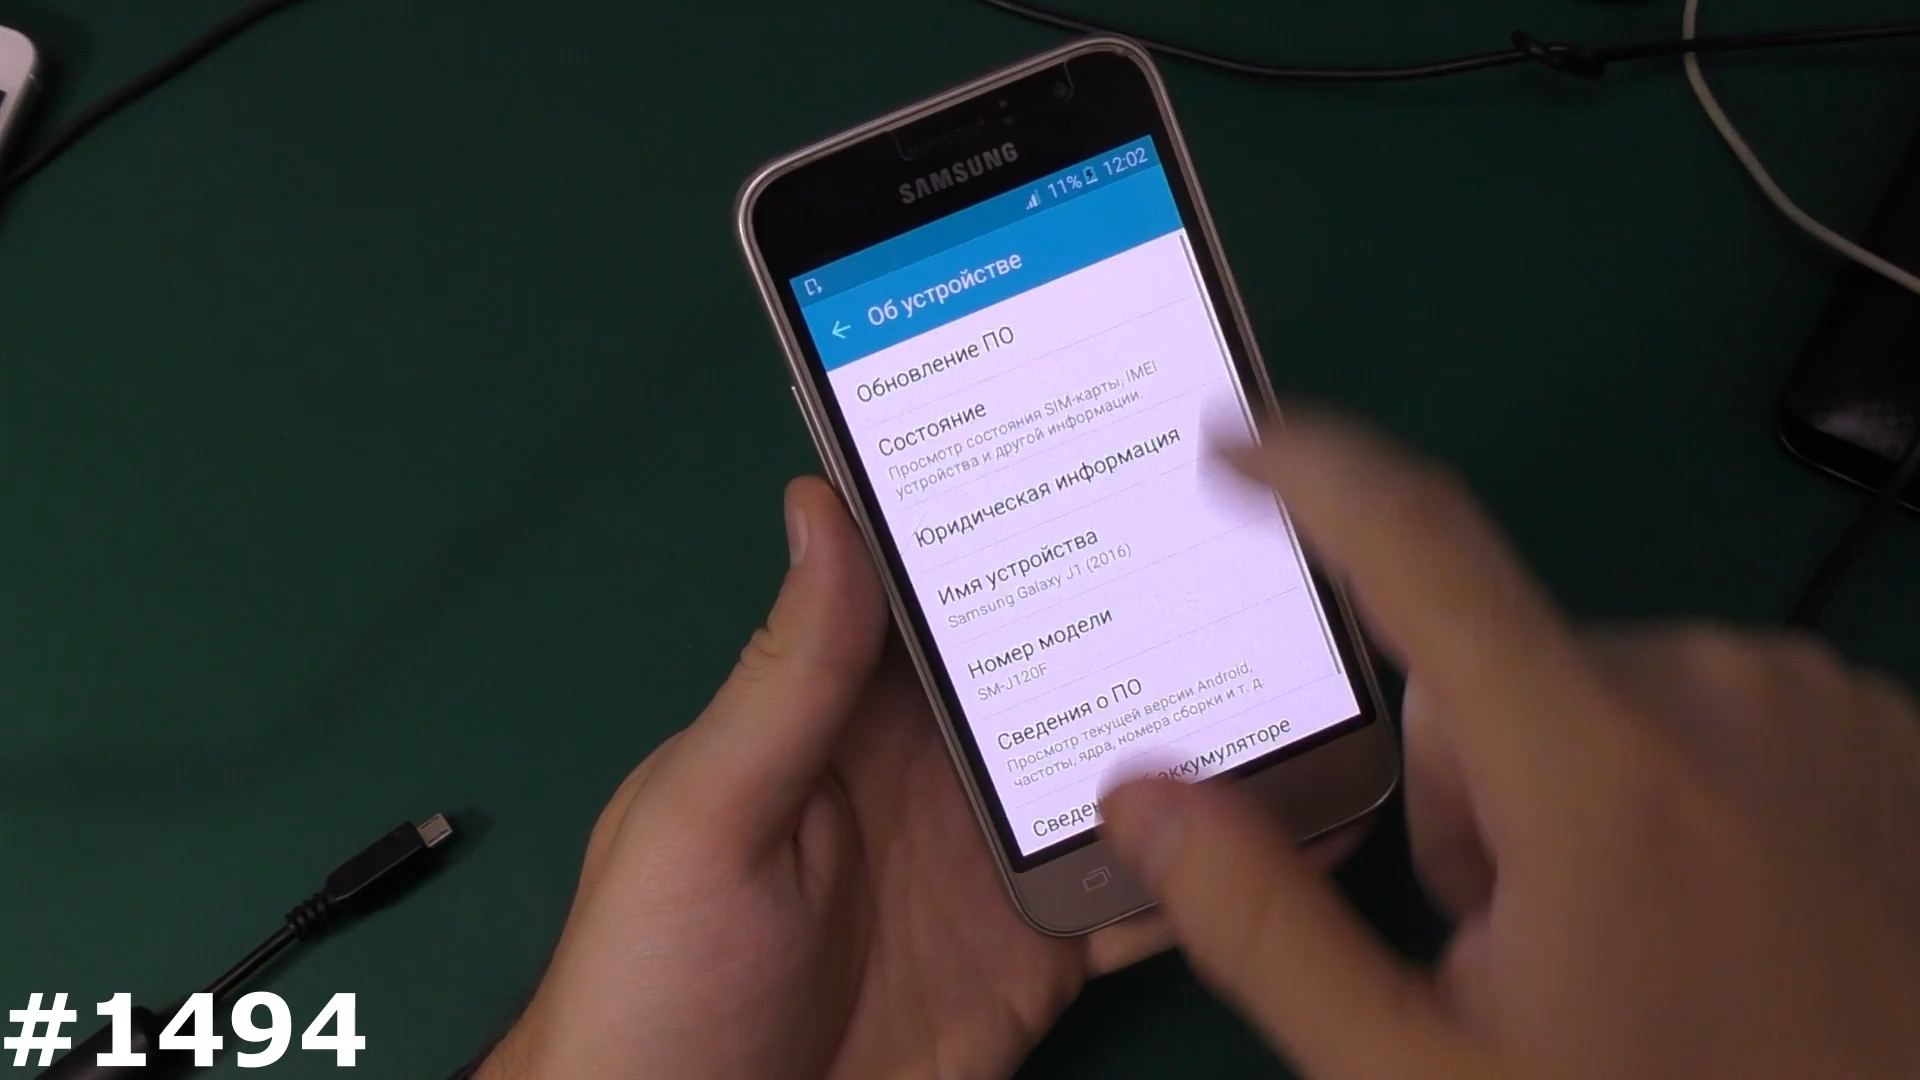 SAMSUNG
11% 12:02
Об устройстве
Обновление ПО
Состояние
Просмотр состояния SIM-карты, IMEI
устройства и другой информации.
Юридическая информация
Имя устройства
Samsung Galaxy J1 (2016)
Номер модели
SM-J120F
Сведения о ПО
Просмотр текущей версии Android,
частоты, ядра, номера сборки и т. д.
аккумуляторе
#1494